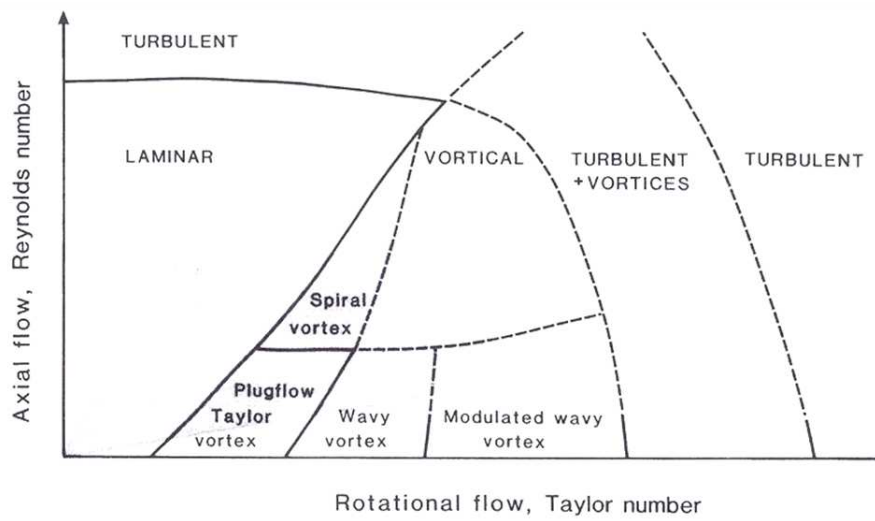 TURBULENT
LAMINAR
VORTICAL
TURBULENT
+VORTICES
TURBULENT
Spiral
vortex
Plugflow
Taylor
vortex
Wavy
vortex
Modulated wavy
vortex
Axial flow, Reynolds number
Rotational flow, Taylor number